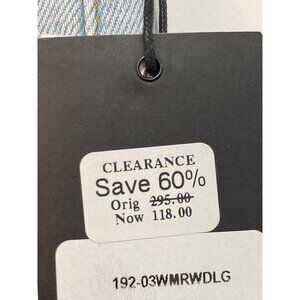 CLEARANCE
Save 60%
Orig 295.00
Now 118.00
192-03WMRWDLG